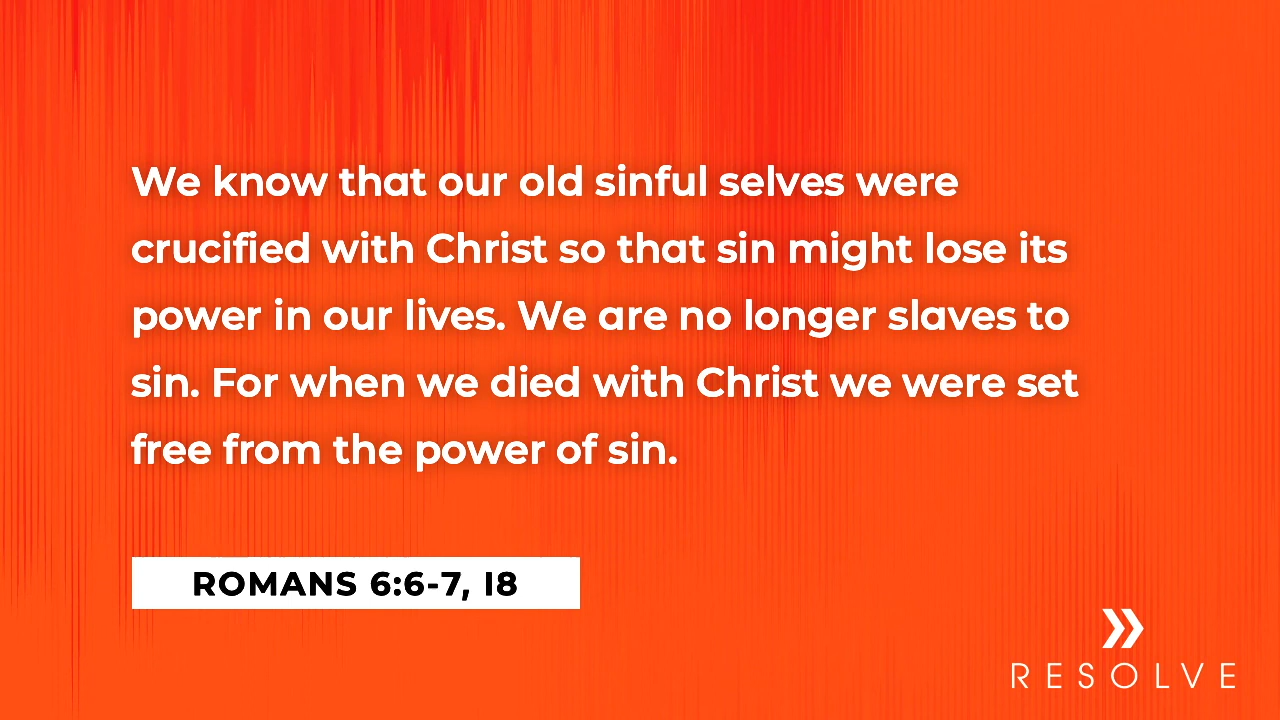 We know that our old sinful selves were
crucified with Christ so that sin might lose its
power in our lives. We are no longer slaves to
sin. For when we died with Christ we were set
free from the power of sin.
ROMANS 6:6-7, I8
RESOLVE